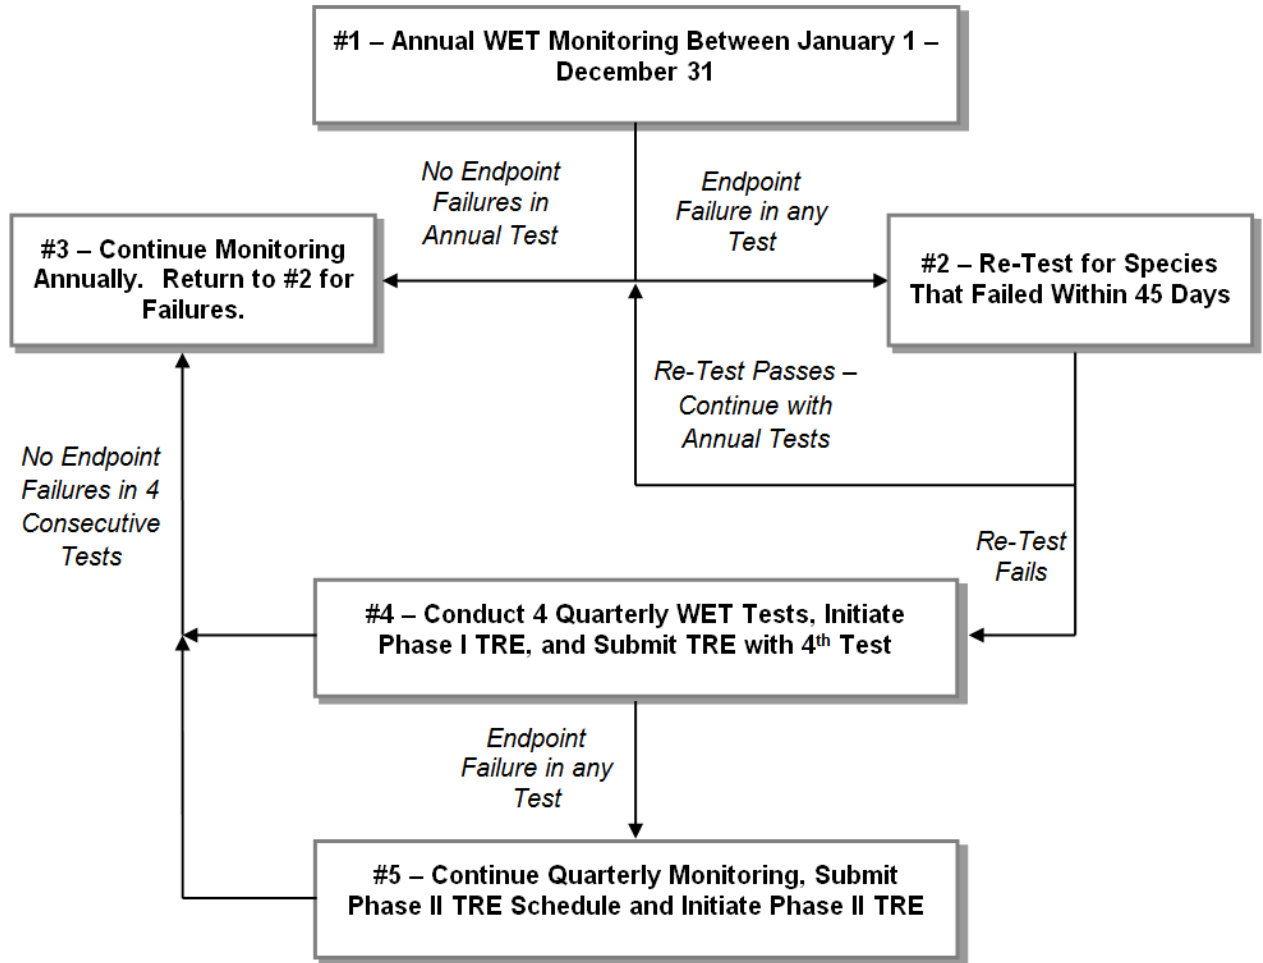 #1 – Annual WET Monitoring Between January 1 –
December 31
No Endpoint
Failures in
Annual Test
Endpoint
Failure in any
Test
#3 – Continue Monitoring
Annually. Return to #2 for
Failures.
#2 – Re-Test for Species
That Failed Within 45 Days
Re-Test Passes –
Continue with
Annual Tests
No Endpoint
Failures in 4
Consecutive
Tests
Re-Test
Fails
#4 – Conduct 4 Quarterly WET Tests, Initiate
Phase I TRE, and Submit TRE with 4th Test
Endpoint
Failure in any
Test
#5 – Continue Quarterly Monitoring, Submit
Phase II TRE Schedule and Initiate Phase II TRE